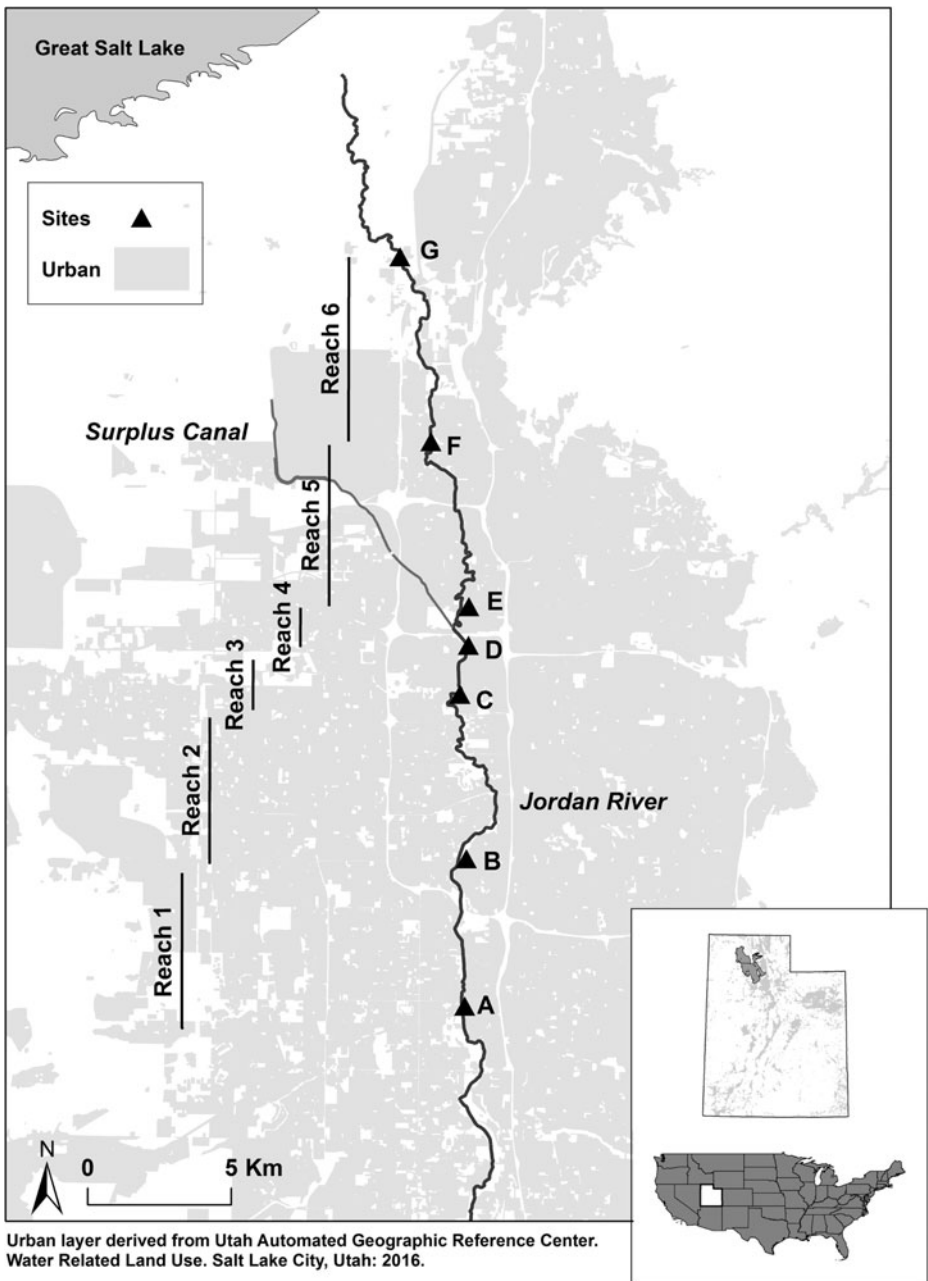 Great Salt Lake
Sites
Urban
G
Reach 6
Surplus Canal
F
Reach 5
Reach 4
E
D
Reach 3
C
Reach 2
Jordan River
B
Reach 1
A
N
0 5 Km
Urban layer derived from Utah Automated Geographic Reference Center.
Water Related Land Use. Salt Lake City, Utah: 2016.